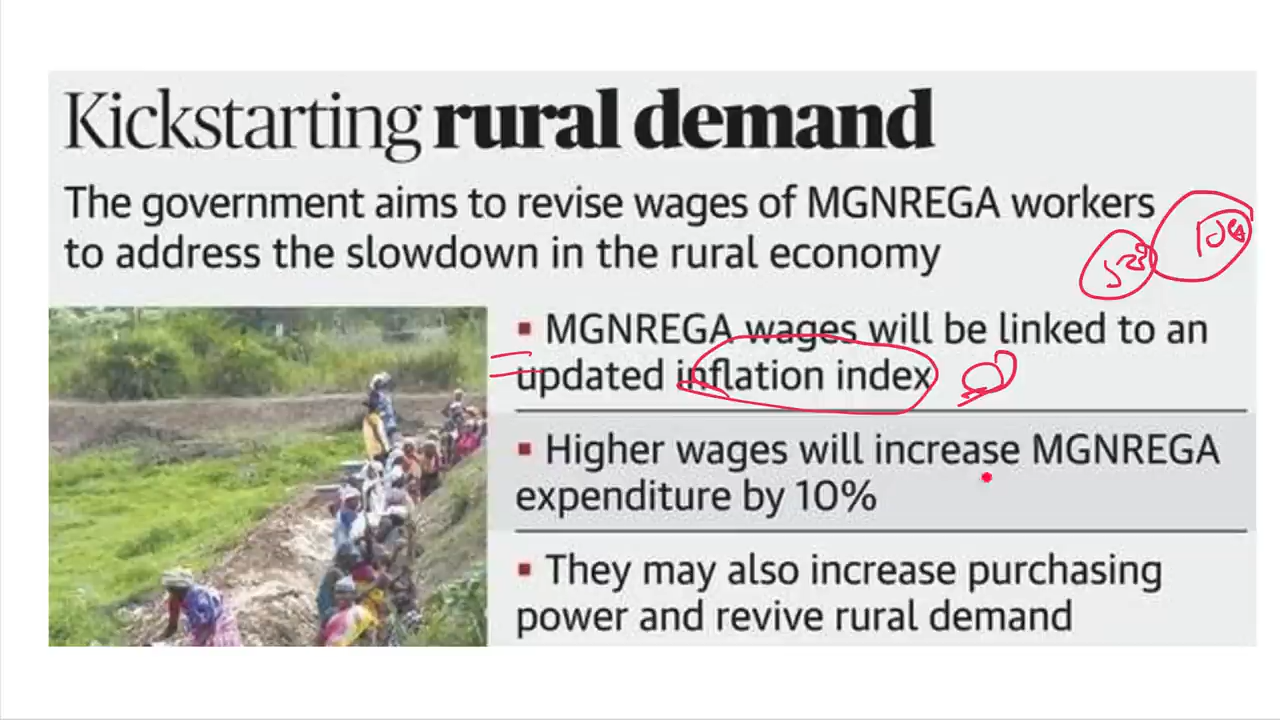 Kickstarting rural demand
The government aims to revise wages of MGNREGA workers
to address the slowdown in the rural economy
▪ MGNREGA wages will be linked to an
updated inflation index
▪ Higher wages will increase MGNREGA
expenditure by 10%
▪ They may also increase purchasing
power and revive rural demand